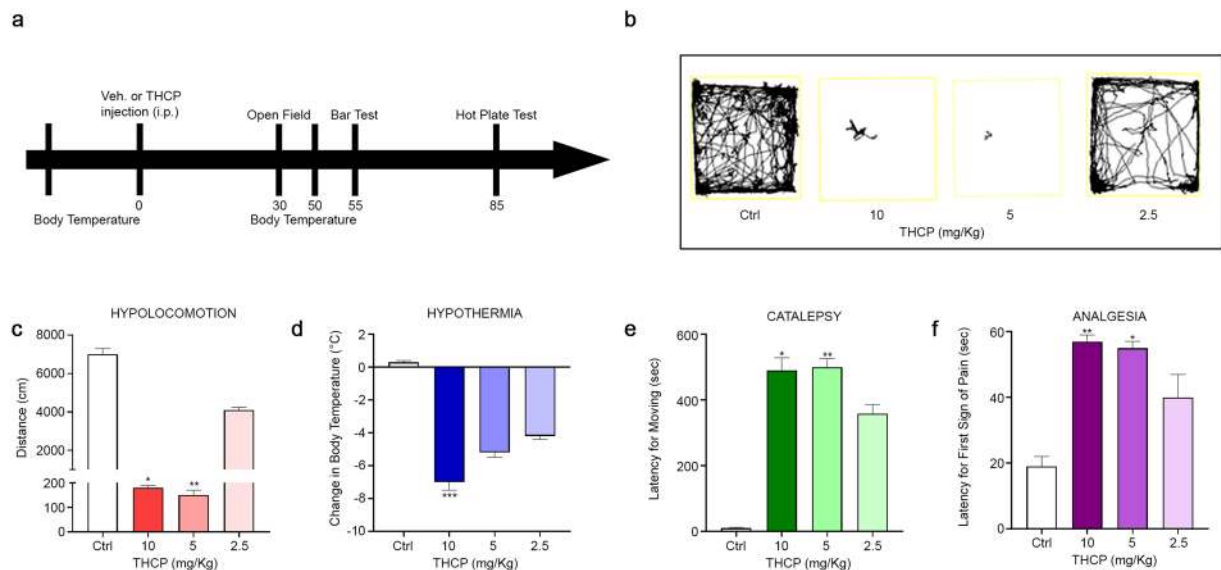 a
Veh. or THCP
injection (i.p.)
Open Field
Bar Test
Hot Plate Test
0
30
50
55
85
Body Temperature
Body Temperature
b
Ctrl
10
5
2.5
THCP (mg/Kg)
c
HYPOLOCOMOTION
Distance (cm)
8000
6000
4000
2000
200
100
0
*
**
Ctrl
10
5
2.5
THCP (mg/Kg)
d
HYPOTHERMIA
Change in Body Temperature (°C)
2
0
-2
-4
-6
-8
-10
***
Ctrl
10
5
2.5
THCP (mg/Kg)
e
CATALEPSY
Latency for Moving (sec)
600
400
200
0
*
**
Ctrl
10
5
2.5
THCP (mg/Kg)
f
ANALGESIA
Latency for First Sign of Pain (sec)
60
40
20
0
**
*
Ctrl
10
5
2.5
THCP (mg/Kg)